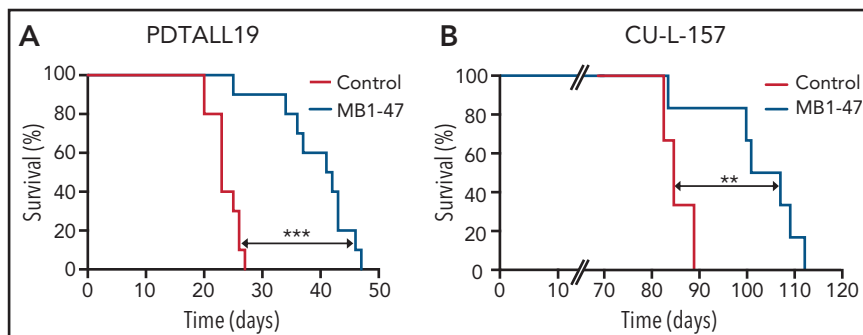 A PDTALL19
Survival (%)
100
80
60
40
20
0
Control
MB1-47
***
0 10 20 30 40 50
Time (days)
B CU-L-157
Survival (%)
100
80
60
40
20
0
Control
MB1-47
**
0 10 70 80 90 100 110 120
Time (days)